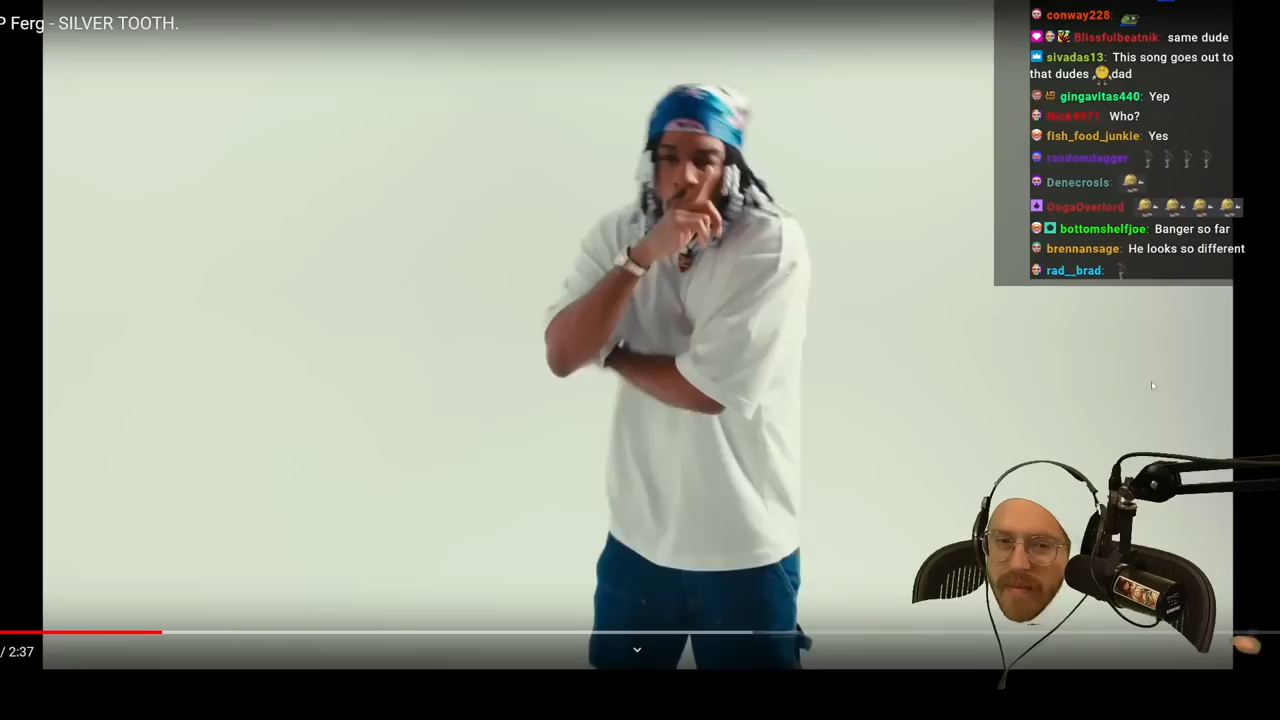 P Ferg - SILVER TOOTH.
conway228:
Blissfulbeatnik: same dude
sivadas13: This song goes out to
that dudes dad
gingavitas440: Yep
Nick4971 Who?
fish_food_junkie: Yes
randomdagger
Denecrosis:
OogaOverlord
bottomshelfjoe: Banger so far
brennansage: He looks so different
rad__brad:
/ 2:37